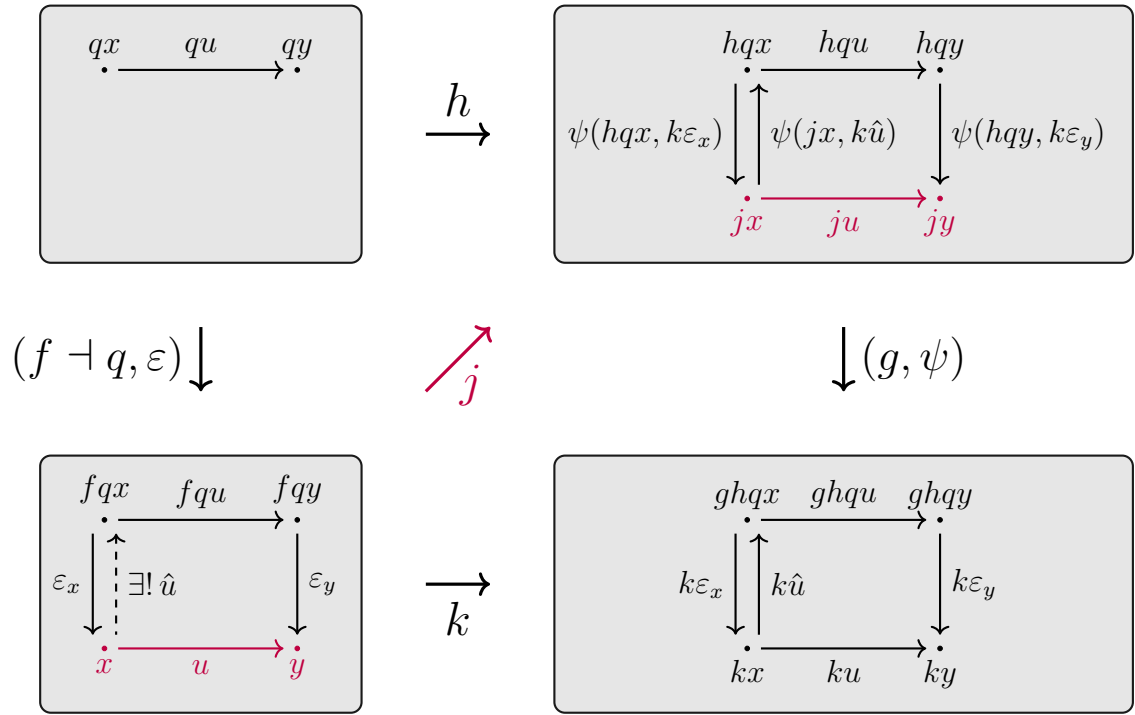 qx qu qy
hqx hqu hqy
h
ψ(hqx, kε_x) ψ(jx, kû) ψ(hqy, kε_y)
jx ju jy
(f ⊣ q, ε)
j
(g, ψ)
fqx fqu fqy
ghqx ghqu ghqy
ε_x ∃! û ε_y
k
kε_x kû kε_y
x u y
kx ku ky